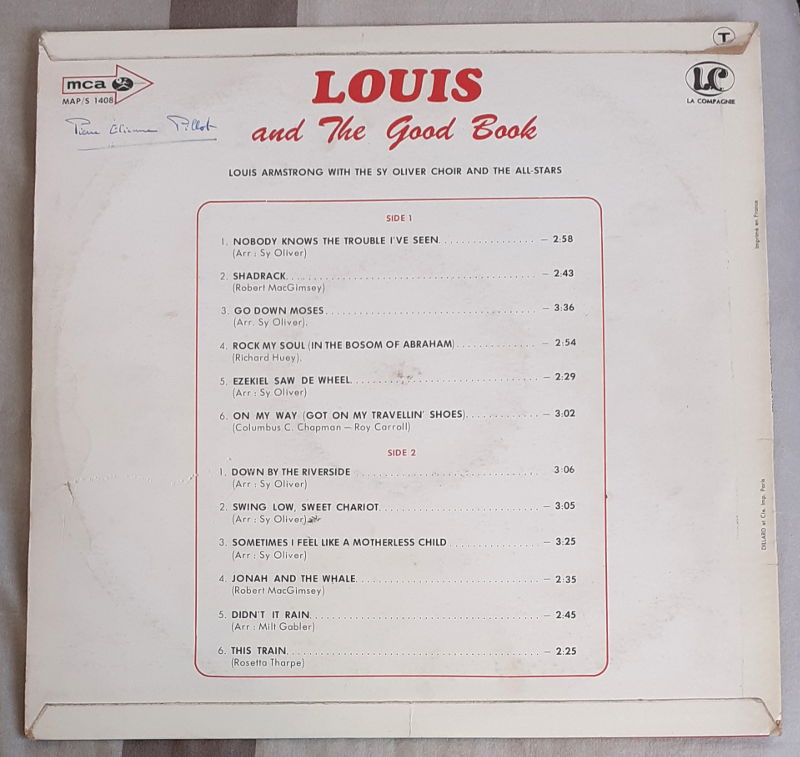 T
mca
MAP/S 1408
LC
LA COMPAGNIE
LOUIS
and The Good Book
Pierre Etienne Pillot
LOUIS ARMSTRONG WITH THE SY OLIVER CHOIR AND THE ALL-STARS
SIDE 1
1. NOBODY KNOWS THE TROUBLE I'VE SEEN. . . . . . . . . . . . . . . . — 2:58
(Arr : Sy Oliver)
2. SHADRACK. . . . . . . . . . . . . . . . . . . . . . . . . . . . . . . . . . . . . — 2.43
(Robert MacGimsey)
3. GO DOWN MOSES . . . . . . . . . . . . . . . . . . . . . . . . . . . . . . — 3:36
(Arr. Sy Oliver).
4. ROCK MY SOUL (IN THE BOSOM OF ABRAHAM) . . . . . . . . . . . . . — 2:54
(Richard Huey).
5. EZEKIEL SAW DE WHEEL. . . . . . . . . . . . . . . . . . . . . . . . . . . — 2:29
(Arr : Sy Oliver)
6. ON MY WAY (GOT ON MY TRAVELLIN' SHOES). . . . . . . . . . . . — 3:02
(Columbus C. Chapman — Roy Carroll)
SIDE 2
1. DOWN BY THE RIVERSIDE . . . . . . . . . . . . . . . . . . . . . . . . . . . 3:06
(Arr : Sy Oliver)
2. SWING LOW, SWEET CHARIOT. . . . . . . . . . . . . . . . . . . . . . . — 3:05
(Arr : Sy Oliver)
3. SOMETIMES I FEEL LIKE A MOTHERLESS CHILD . . . . . . . . . . . . . — 3:25
(Arr : Sy Oliver)
4. JONAH AND THE WHALE. . . . . . . . . . . . . . . . . . . . . . . . . . . — 2:35
(Robert MacGimsey)
5. DIDN'T IT RAIN. . . . . . . . . . . . . . . . . . . . . . . . . . . . . . . . . — 2:45
(Arr : Milt Gabler)
6. THIS TRAIN. . . . . . . . . . . . . . . . . . . . . . . . . . . . . . . . . . . . — 2:25
(Rosetta Tharpe)
Imprimé en France
DILLARD et Cie. Imp. Paris